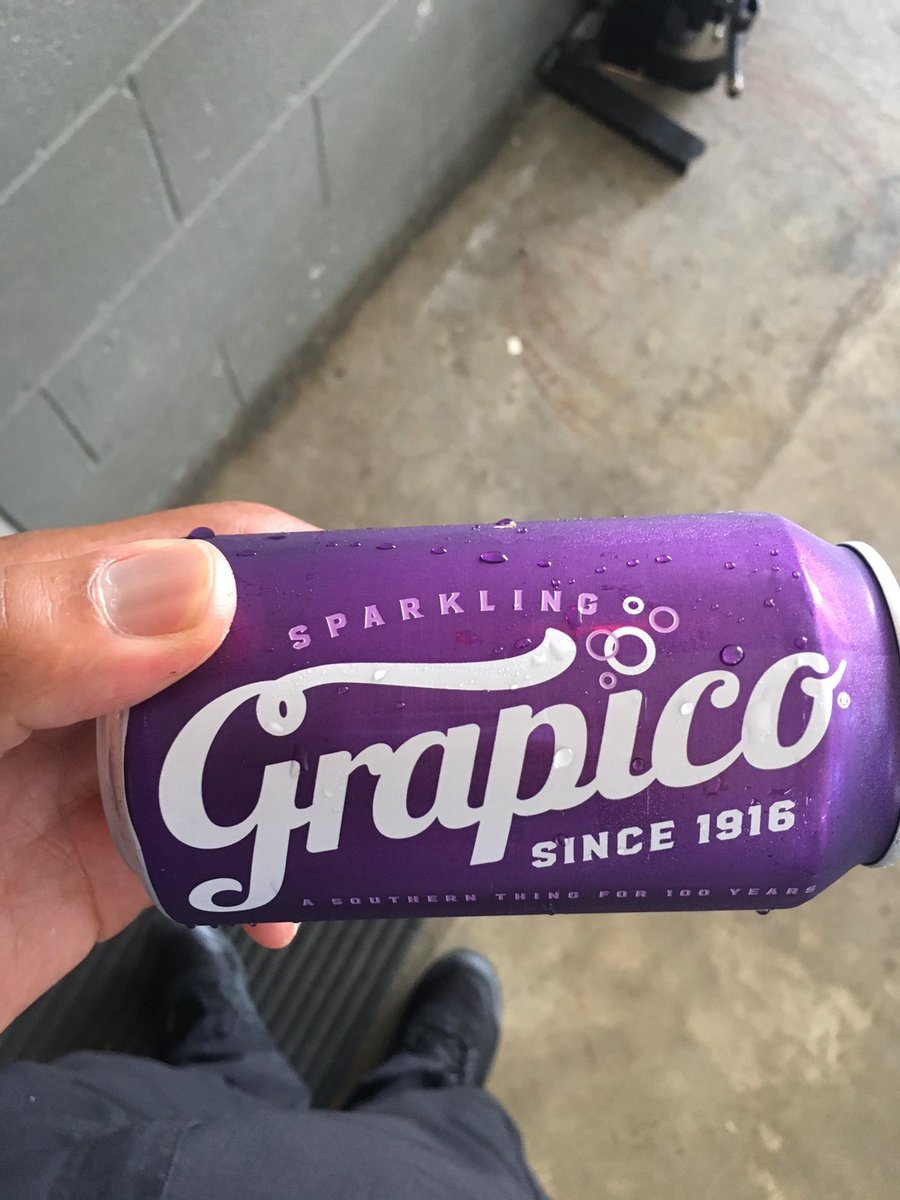 SPARKLING
Grapico
SINCE 1916
A SOUTHERN THING FOR 100 YEARS